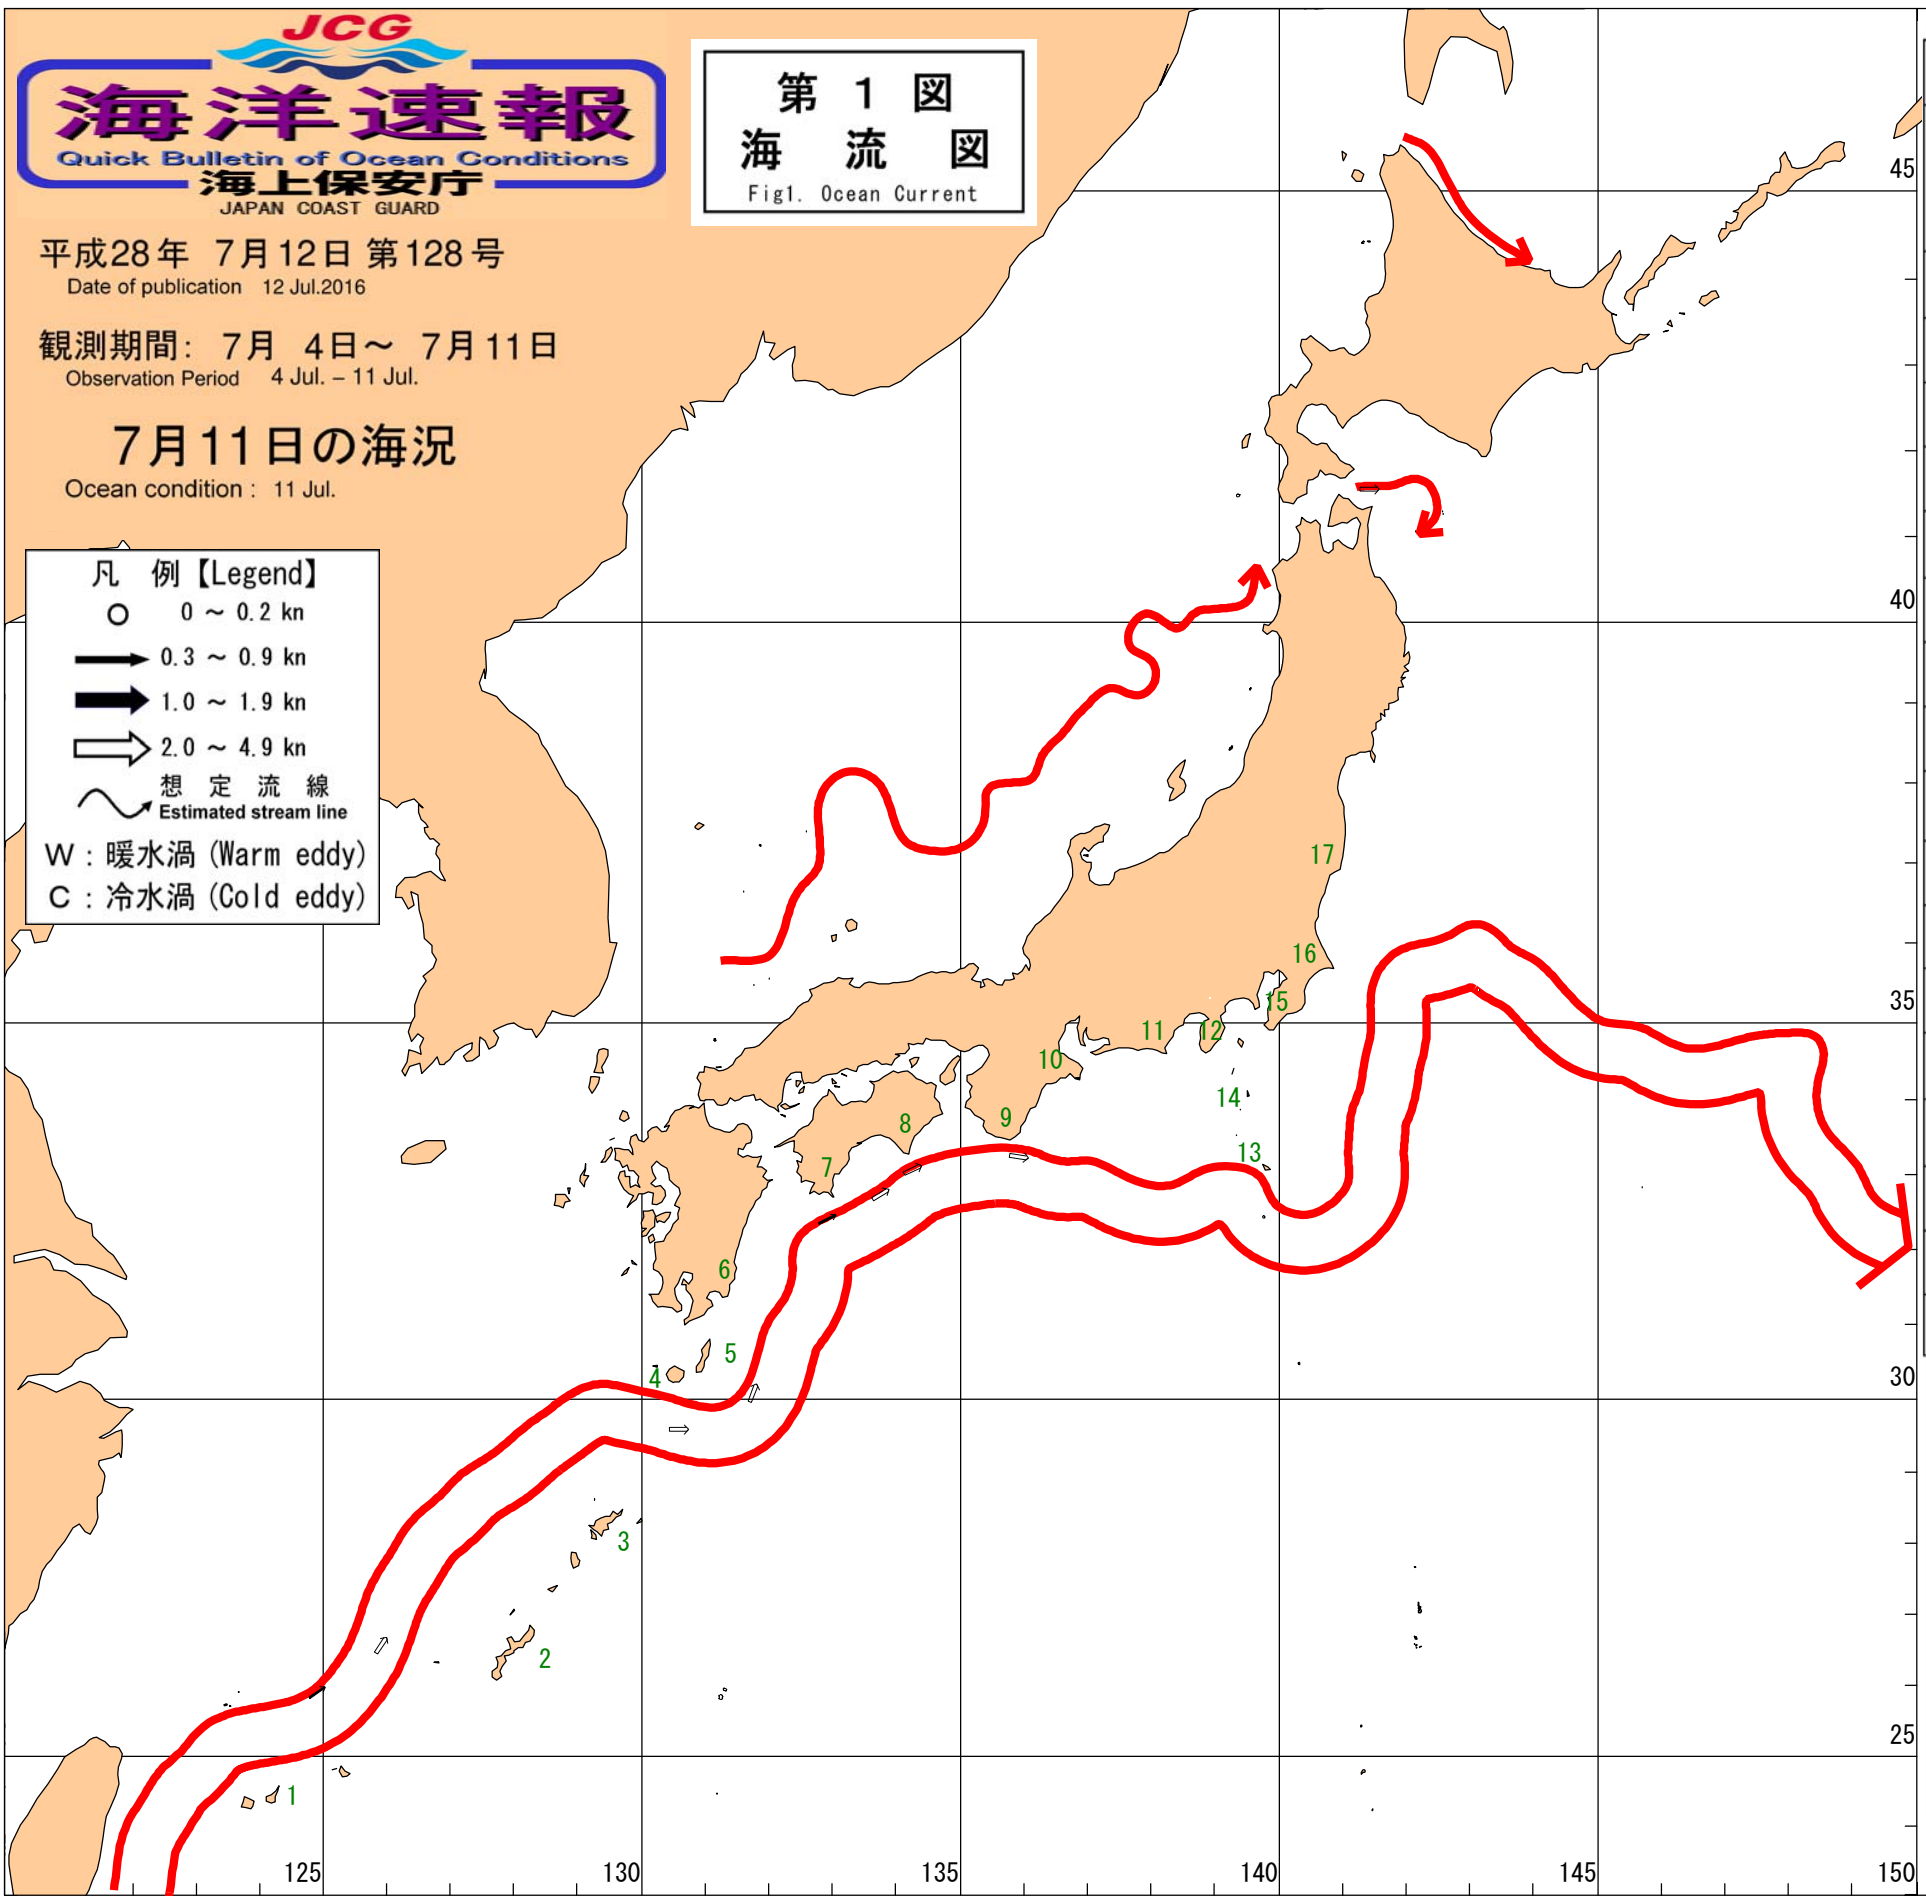 JCG
海洋速報
Quick Bulletin of Ocean Conditions
海上保安庁
JAPAN COAST GUARD
平成28年 7月12日 第128号
Date of publication 12 Jul.2016
観測期間: 7月 4日～ 7月11日
Observation Period 4 Jul. – 11 Jul.
7月11日の海況
Ocean condition : 11 Jul.
第 1 図
海 流 図
Fig1. Ocean Current
凡 例【Legend】
0 ～ 0.2 kn
0.3 ～ 0.9 kn
1.0 ～ 1.9 kn
2.0 ～ 4.9 kn
想 定 流 線
Estimated stream line
W : 暖水渦 (Warm eddy)
C : 冷水渦 (Cold eddy)
45
40
17
16
35
15
12
11
10
14
9
8
13
7
6
5
4
30
3
2
25
1
125
130
135
140
145
150